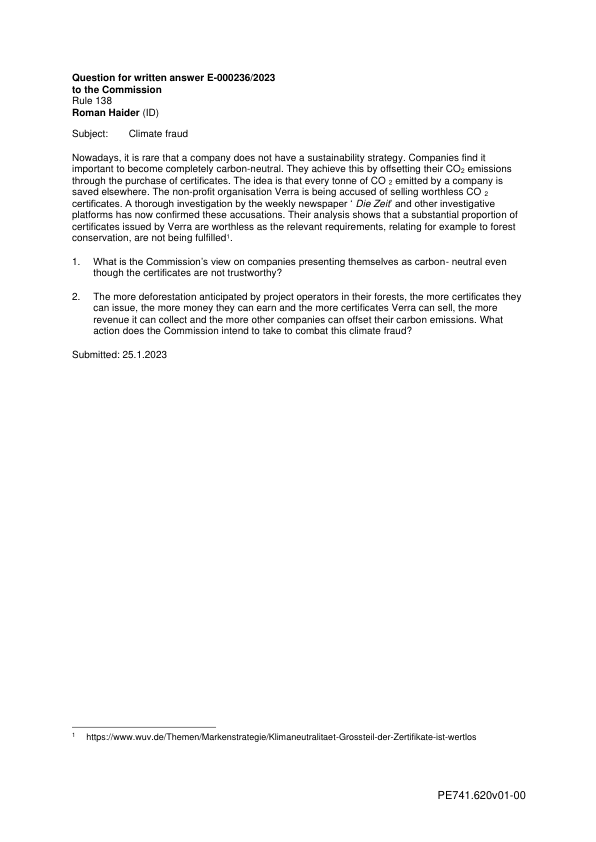 Question for written answer E-000236/2023
to the Commission
Rule 138
Roman Haider (ID)
Subject: Climate fraud
Nowadays, it is rare that a company does not have a sustainability strategy. Companies find it
important to become completely carbon-neutral. They achieve this by offsetting their CO₂ emissions
through the purchase of certificates. The idea is that every tonne of CO ₂ emitted by a company is
saved elsewhere. The non-profit organisation Verra is being accused of selling worthless CO ₂
certificates. A thorough investigation by the weekly newspaper ‘ Die Zeit’ and other investigative
platforms has now confirmed these accusations. Their analysis shows that a substantial proportion of
certificates issued by Verra are worthless as the relevant requirements, relating for example to forest
conservation, are not being fulfilled¹.
1. What is the Commission’s view on companies presenting themselves as carbon- neutral even
though the certificates are not trustworthy?
2. The more deforestation anticipated by project operators in their forests, the more certificates they
can issue, the more money they can earn and the more certificates Verra can sell, the more
revenue it can collect and the more other companies can offset their carbon emissions. What
action does the Commission intend to take to combat this climate fraud?
Submitted: 25.1.2023
¹ https://www.wuv.de/Themen/Markenstrategie/Klimaneutralitaet-Grossteil-der-Zertifikate-ist-wertlos
PE741.620v01-00